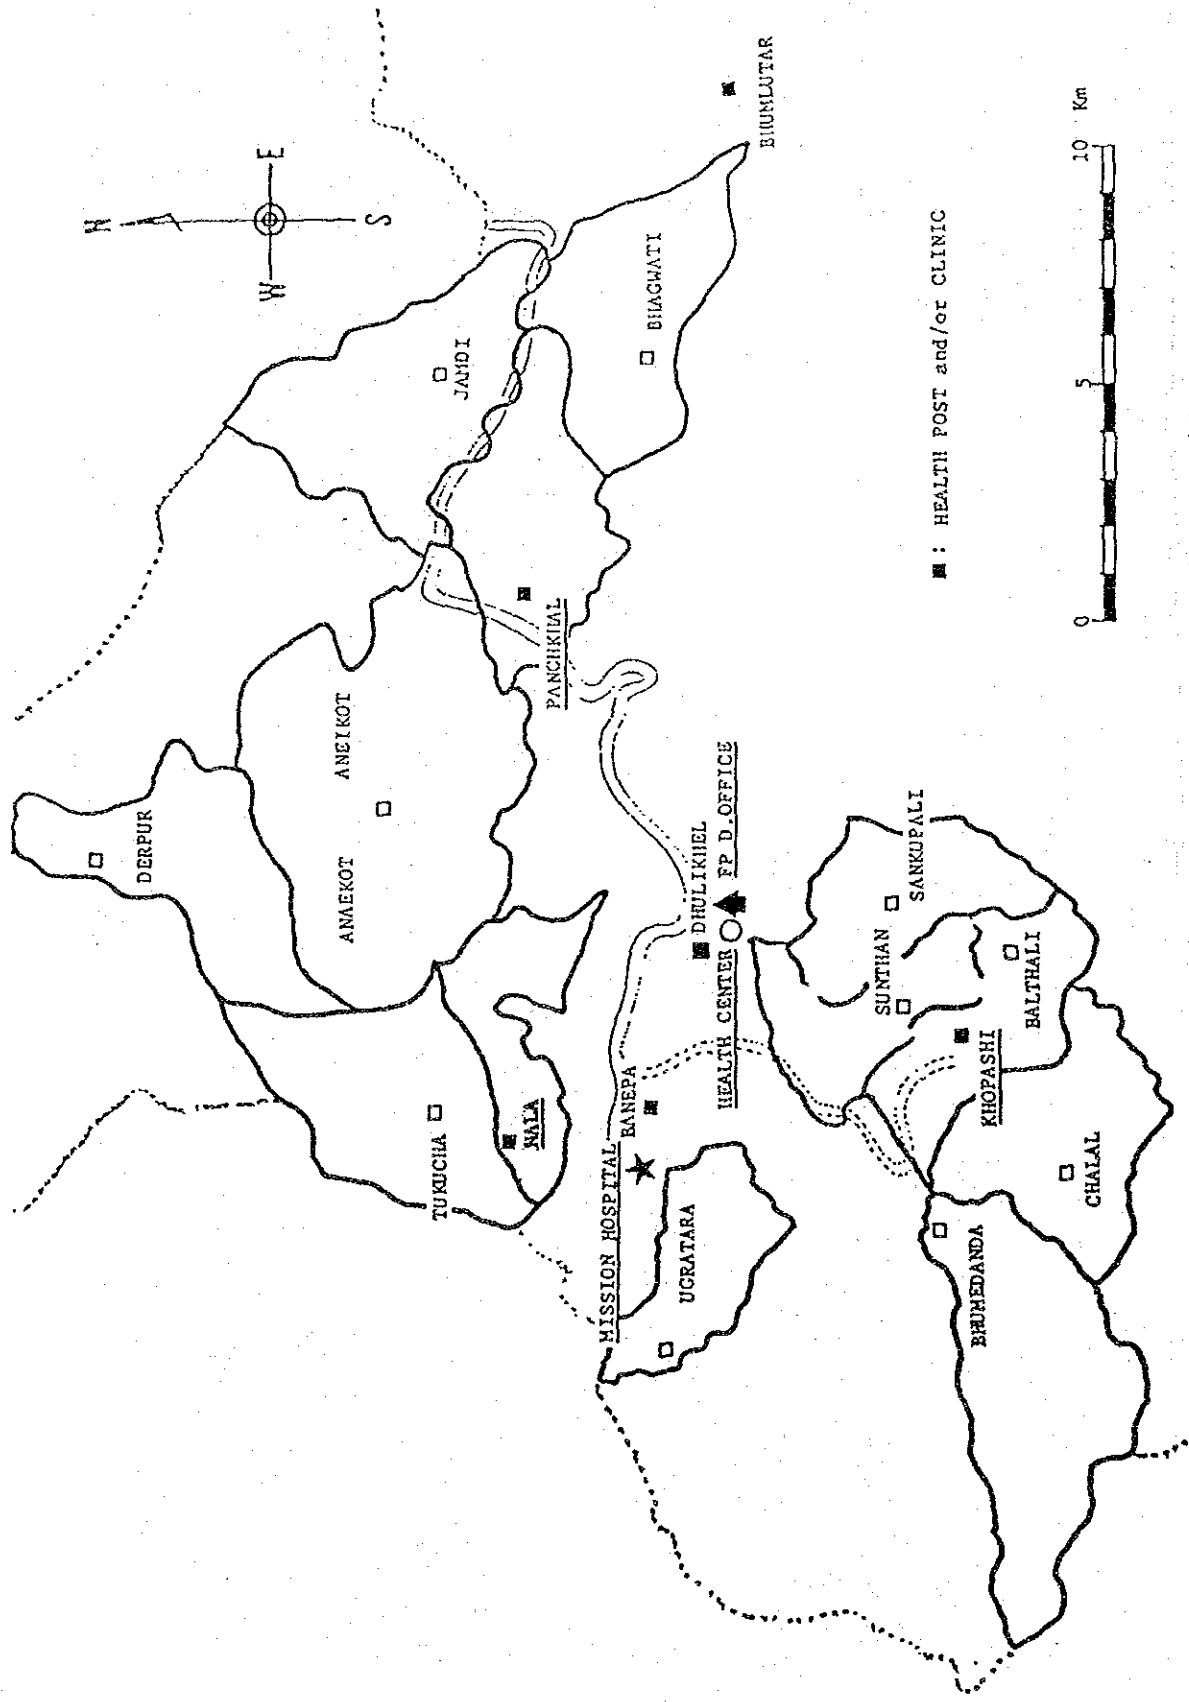 N
W E
S
DERPUR
ANAEKOT ANEIKOT
JAMDI
TUKUCHA
NALA
PANCHKHAL
BHAGWATI
BHUMLUTAR
MISSION HOSPITAL
BANEPA
DHULIKHEL
HEALTH CENTER FP D.OFFICE
UGRATARA
SUNTHAN
SANKUPALI
KHOPASHI
BALTHALI
BHUMEDANDA
CHALAL
: HEALTH POST and/or CLINIC
0 5 10 Km